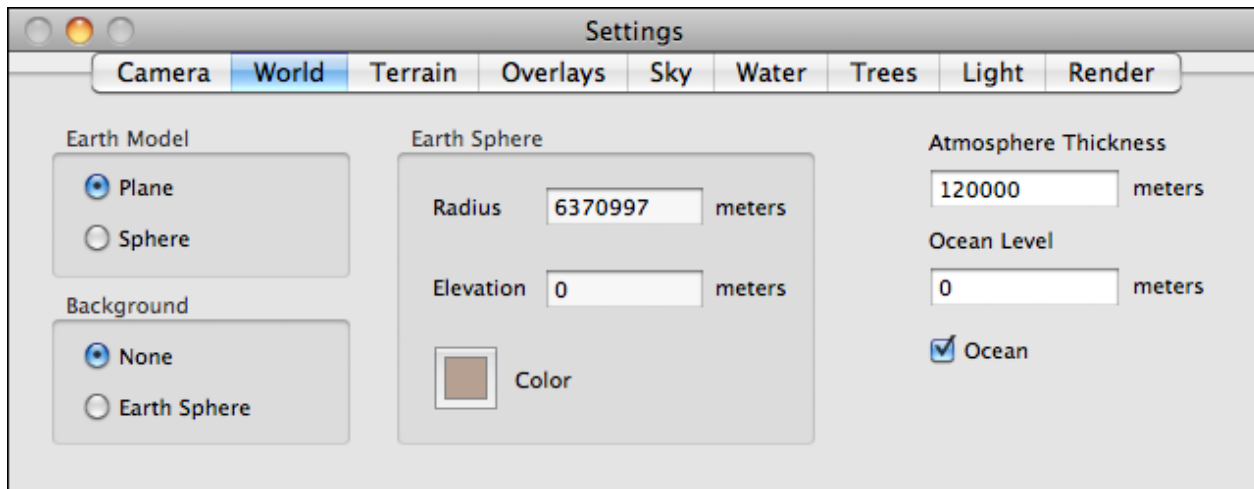 Settings
Camera World Terrain Overlays Sky Water Trees Light Render
Earth Model
Plane
Sphere
Background
None
Earth Sphere
Earth Sphere
Radius 6370997 meters
Elevation 0 meters
Color
Atmosphere Thickness
120000 meters
Ocean Level
0 meters
Ocean